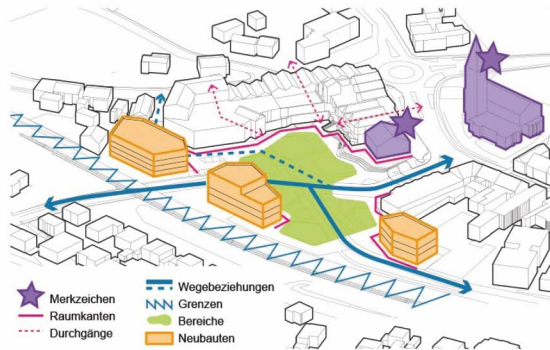 Merkzeichen
Raumkanten
Durchgänge
Wegebeziehungen
Grenzen
Bereiche
Neubauten